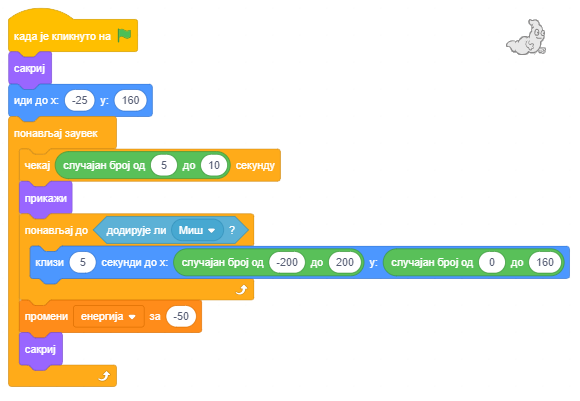 када је кликнуто на
сакриј
иди до x: -25 y: 160
понављај заувек
чекај случајан број од 5 до 10 секунду
прикажи
понављај до додирује ли Миш ?
клизи 5 секунди до x: случајан број од -200 до 200 y: случајан број од 0 до 160
промени енергија за -50
сакриј